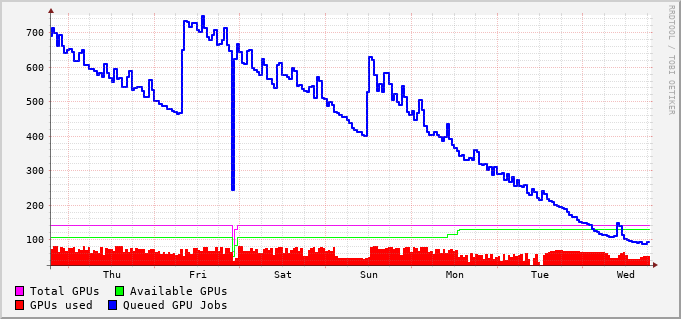 700
600
500
400
300
200
100
Thu Fri Sat Sun Mon Tue Wed
Total GPUs Available GPUs
GPUs used Queued GPU Jobs
RRDTOOL / TOBI OETIKER